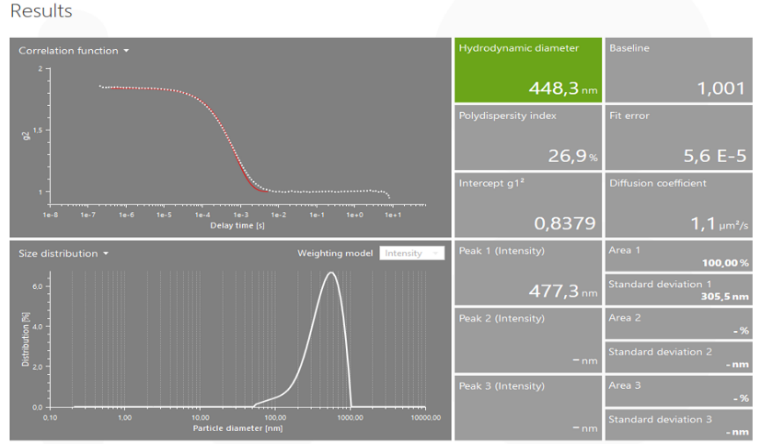 Results
Correlation function
2
1.5
1
g2
1e-8 1e-7 1e-6 1e-5 1e-4 1e-3 1e-2 1e-1 1e+0 1e+1
Delay time [s]
Hydrodynamic diameter
448,3 nm
Baseline
1,001
Polydispersity index
26,9 %
Fit error
5,6 E-5
Intercept g1²
0,8379
Diffusion coefficient
1,1 µm²/s
Size distribution
Weighting model Intensity
6,0
4,0
2,0
0,0
Distribution [%]
0,10 1,00 10,00 100,00 1000,00 10000,00
Particle diameter [nm]
Peak 1 (Intensity)
477,3 nm
Area 1
100,00 %
Standard deviation 1
305,5 nm
Peak 2 (Intensity)
– nm
Area 2
- %
Standard deviation 2
- nm
Peak 3 (Intensity)
– nm
Area 3
- %
Standard deviation 3
- nm